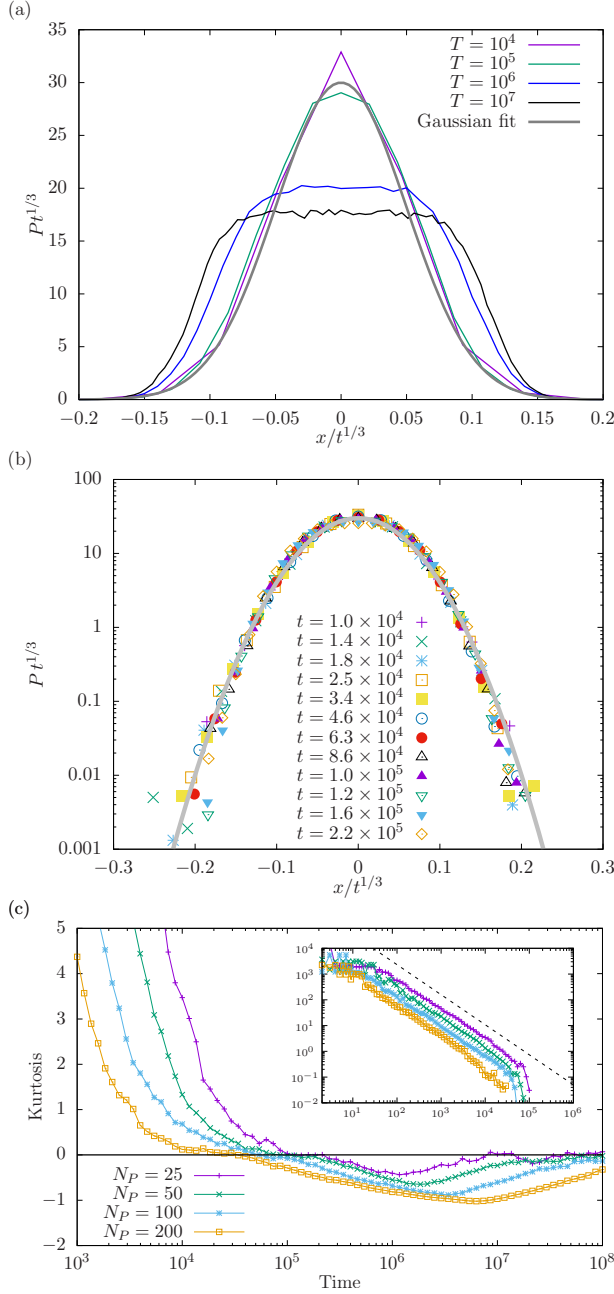 (a)
35
30
25
20
15
10
5
0
P t^{1/3}
T = 10^4
T = 10^5
T = 10^6
T = 10^7
Gaussian fit
−0.2 −0.15 −0.1 −0.05 0 0.05 0.1 0.15 0.2
x/t^{1/3}
(b)
100
10
1
0.1
0.01
0.001
P t^{1/3}
t = 1.0 × 10^4
t = 1.4 × 10^4
t = 1.8 × 10^4
t = 2.5 × 10^4
t = 3.4 × 10^4
t = 4.6 × 10^4
t = 6.3 × 10^4
t = 8.6 × 10^4
t = 1.0 × 10^5
t = 1.2 × 10^5
t = 1.6 × 10^5
t = 2.2 × 10^5
−0.3 −0.2 −0.1 0 0.1 0.2 0.3
x/t^{1/3}
(c)
5
4
3
2
1
0
−1
−2
Kurtosis
10^4
10^3
10^2
10^1
10^0
10^{−1}
10^{−2}
10^1 10^2 10^3 10^4 10^5 10^6
N_P = 25
N_P = 50
N_P = 100
N_P = 200
10^3 10^4 10^5 10^6 10^7 10^8
Time